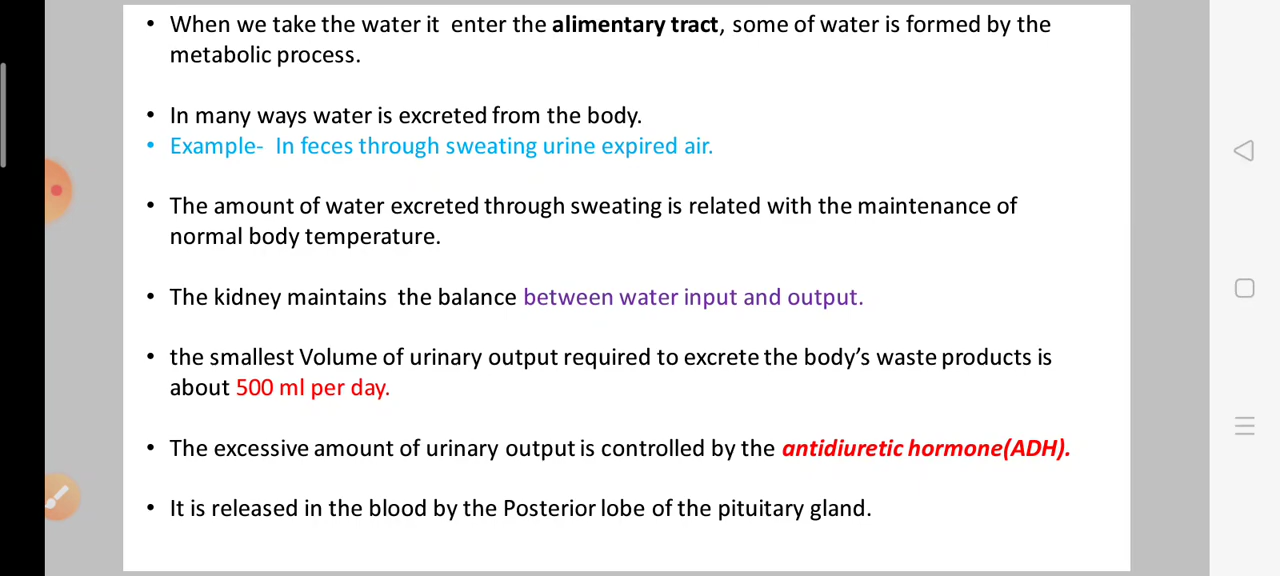 • When we take the water it  enter the alimentary tract, some of water is formed by the
metabolic process.
• In many ways water is excreted from the body.
• Example-  In feces through sweating urine expired air.
• The amount of water excreted through sweating is related with the maintenance of
normal body temperature.
• The kidney maintains  the balance between water input and output.
• the smallest Volume of urinary output required to excrete the body’s waste products is
about 500 ml per day.
• The excessive amount of urinary output is controlled by the antidiuretic hormone(ADH).
• It is released in the blood by the Posterior lobe of the pituitary gland.